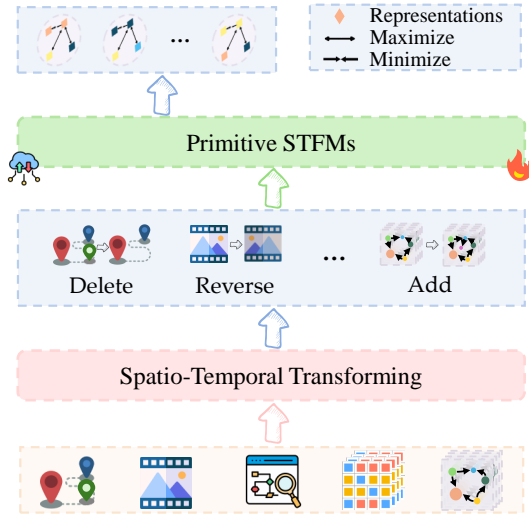 Representations
Maximize
...
Minimize
Primitive STFMs
...
Delete
Reverse
Add
Spatio-Temporal Transforming